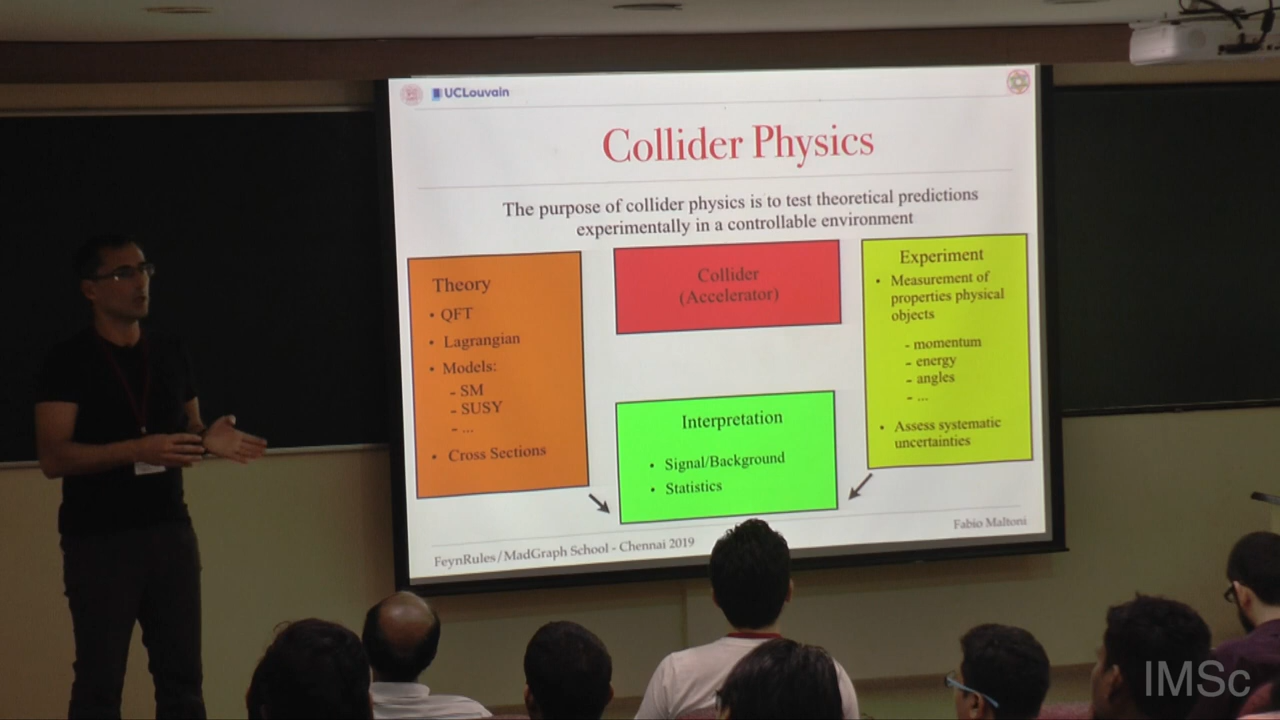 UCLouvain
Collider Physics
The purpose of collider physics is to test theoretical predictions
experimentally in a controllable environment
Theory
• QFT
• Lagrangian
• Models:
- SM
- SUSY
- ...
• Cross Sections
Collider
(Accelerator)
Interpretation
• Signal/Background
• Statistics
Experiment
• Measurement of
properties physical
objects
- momentum
- energy
- angles
- ...
• Assess systematic
uncertainties
FeynRules/MadGraph School - Chennai 2019
Fabio Maltoni
IMSc